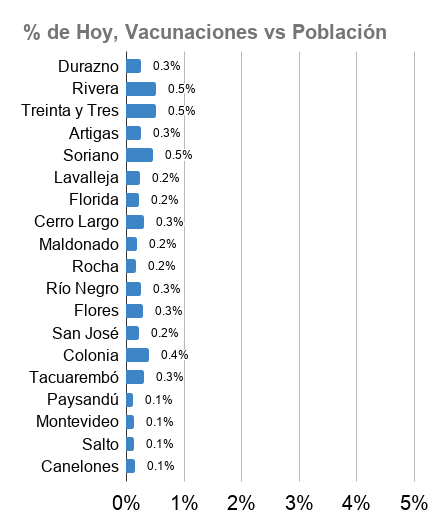 % de Hoy, Vacunaciones vs Población
Durazno 0.3%
Rivera 0.5%
Treinta y Tres 0.5%
Artigas 0.3%
Soriano 0.5%
Lavalleja 0.2%
Florida 0.2%
Cerro Largo 0.3%
Maldonado 0.2%
Rocha 0.2%
Río Negro 0.3%
Flores 0.3%
San José 0.2%
Colonia 0.4%
Tacuarembó 0.3%
Paysandú 0.1%
Montevideo 0.1%
Salto 0.1%
Canelones 0.1%
0% 1% 2% 3% 4% 5%